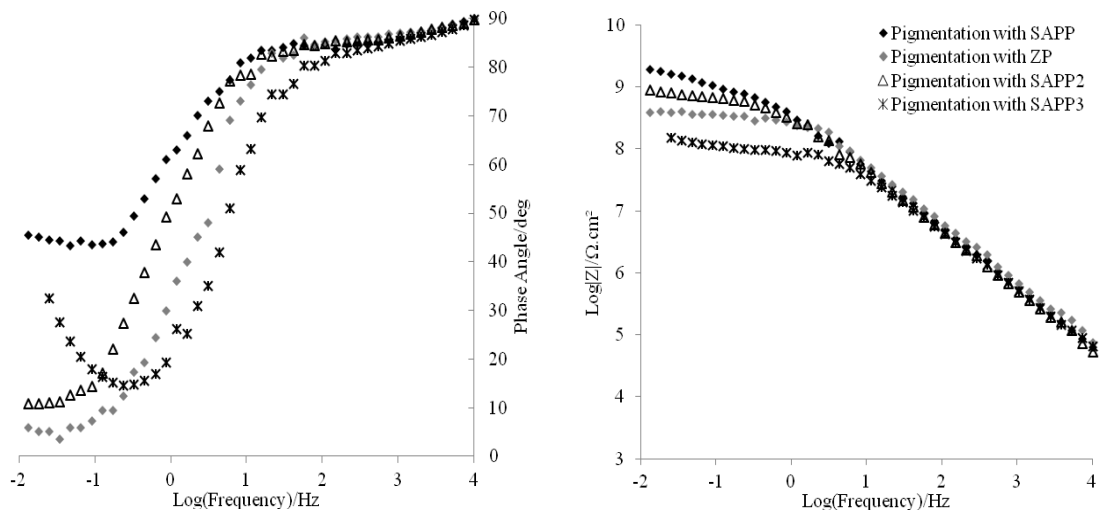 90
80
70
60
50
40
30
20
10
0
Phase Angle/deg
-2 -1 0 1 2 3 4
Log(Frequency)/Hz
10
9
8
7
6
5
4
3
Log|Z|/Ω.cm²
-2 -1 0 1 2 3 4
Log(Frequency)/Hz
Pigmentation with SAPP
Pigmentation with ZP
Pigmentation with SAPP2
Pigmentation with SAPP3